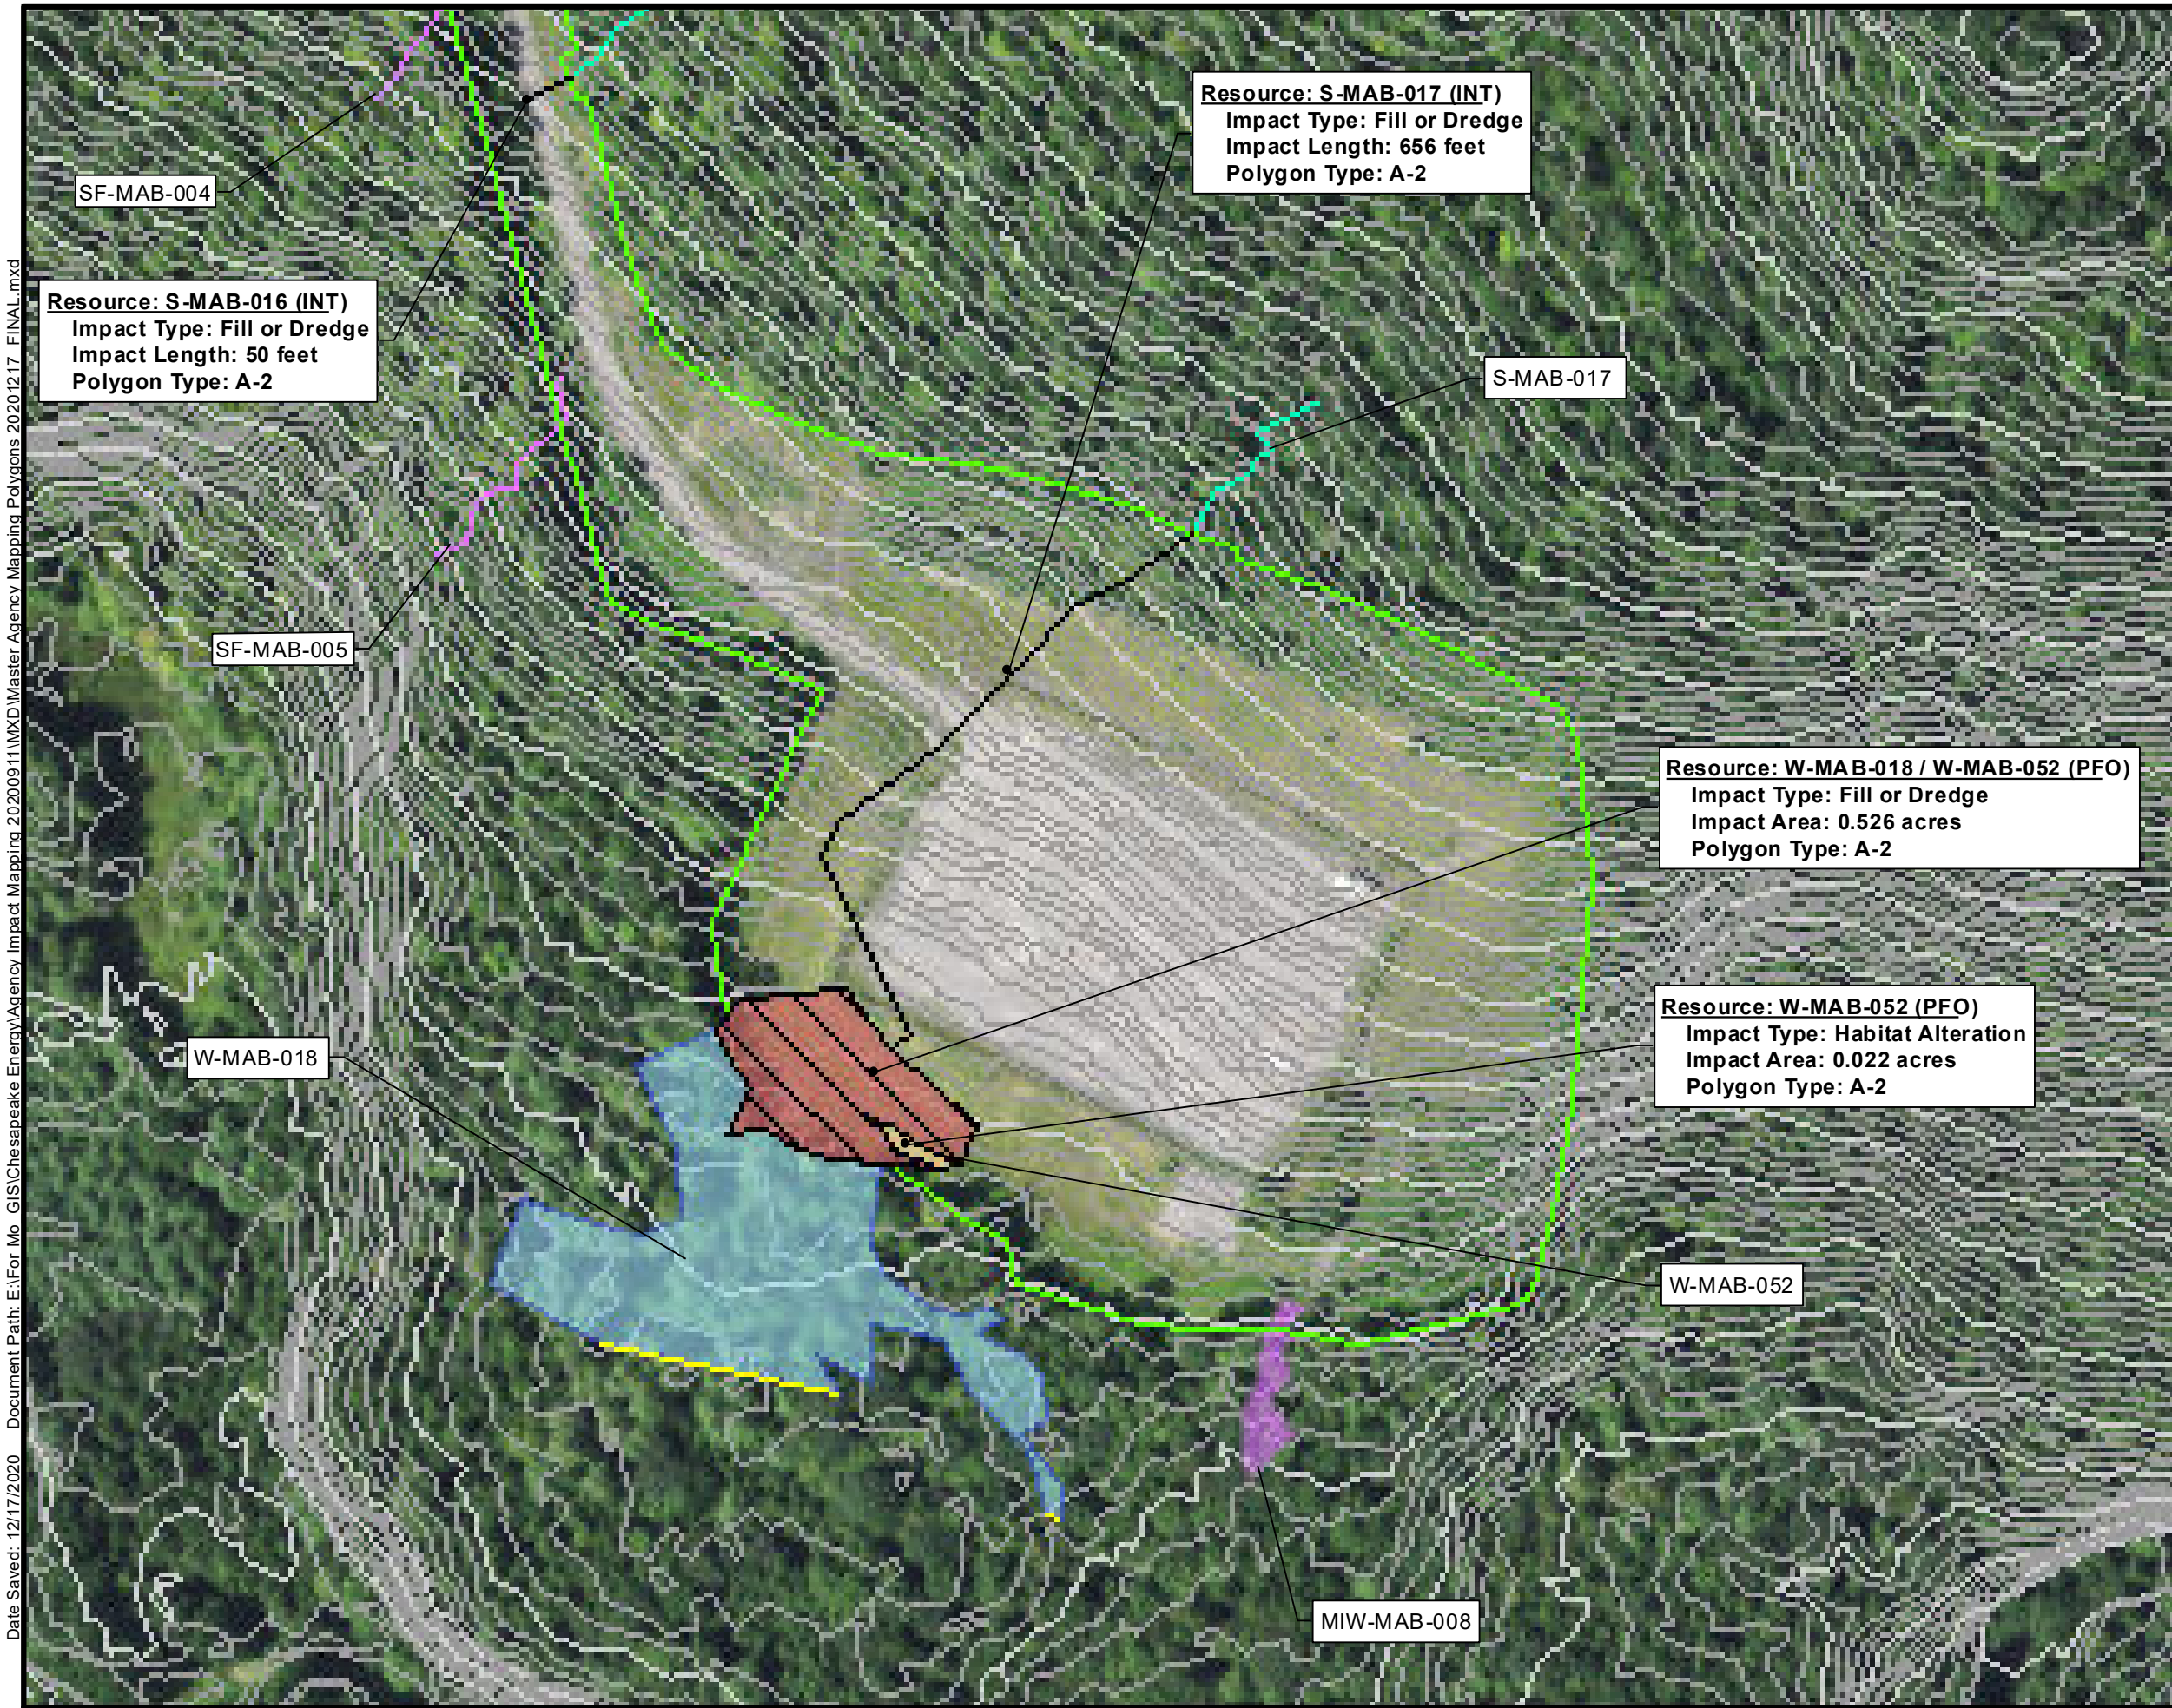 Resource: S-MAB-017 (INT)
Impact Type: Fill or Dredge
Impact Length: 656 feet
Polygon Type: A-2
SF-MAB-004
Resource: S-MAB-016 (INT)
Impact Type: Fill or Dredge
Impact Length: 50 feet
Polygon Type: A-2
S-MAB-017
SF-MAB-005
Resource: W-MAB-018 / W-MAB-052 (PFO)
Impact Type: Fill or Dredge
Impact Area: 0.526 acres
Polygon Type: A-2
Resource: W-MAB-052 (PFO)
Impact Type: Habitat Alteration
Impact Area: 0.022 acres
Polygon Type: A-2
W-MAB-018
W-MAB-052
MIW-MAB-008
Date Saved: 12/17/2020 Document Path: E:\For Mo GIS\Chesapeake Energy\Agency Impact Mapping 20200911\MXD\Master Agency Mapping Polygons 20201217 FINAL.mxd